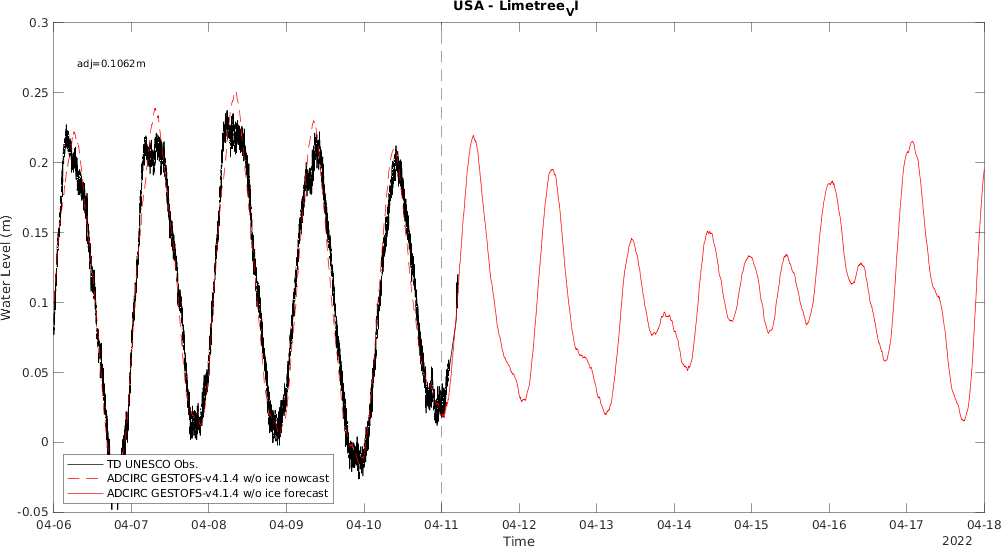 USA - Limetree_VI
0.3
adj=0.1062m
0.25
0.2
0.15
0.1
0.05
0
-0.05
Water Level (m)
TD UNESCO Obs.
ADCIRC GESTOFS-v4.1.4 w/o ice nowcast
ADCIRC GESTOFS-v4.1.4 w/o ice forecast
04-06 04-07 04-08 04-09 04-10 04-11 04-12 04-13 04-14 04-15 04-16 04-17 04-18
Time
2022